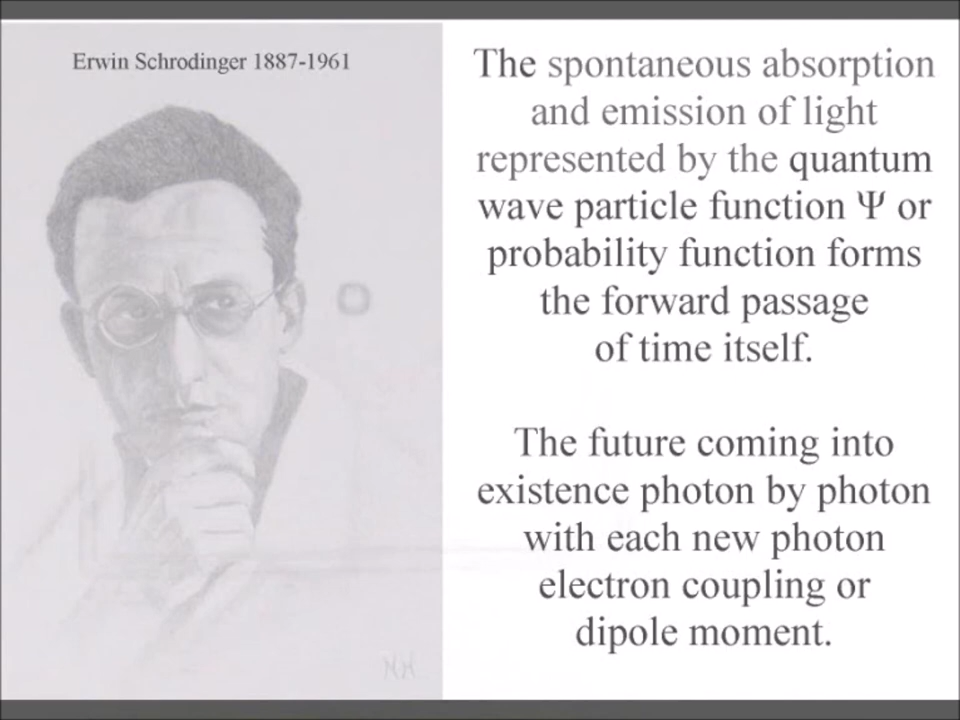 Erwin Schrodinger 1887-1961
The spontaneous absorption
and emission of light
represented by the quantum
wave particle function Ψ or
probability function forms
the forward passage
of time itself.
The future coming into
existence photon by photon
with each new photon
electron coupling or
dipole moment.
NH